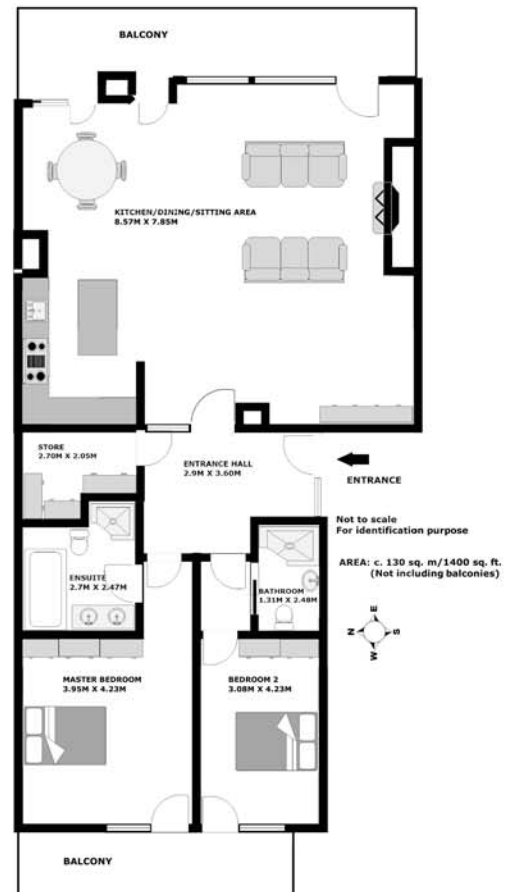 BALCONY
KITCHEN/DINING/SITTING AREA
8.57M X 7.85M
STORE
2.70M X 2.05M
ENTRANCE HALL
2.9M X 3.60M
ENTRANCE
Not to scale
For identification purpose
AREA: c. 130 sq. m/1400 sq. ft.
(Not including balconies)
ENSUITE
2.7M X 2.47M
BATHROOM
1.31M X 2.48M
N
E
S
W
MASTER BEDROOM
3.95M X 4.23M
BEDROOM 2
3.08M X 4.23M
BALCONY